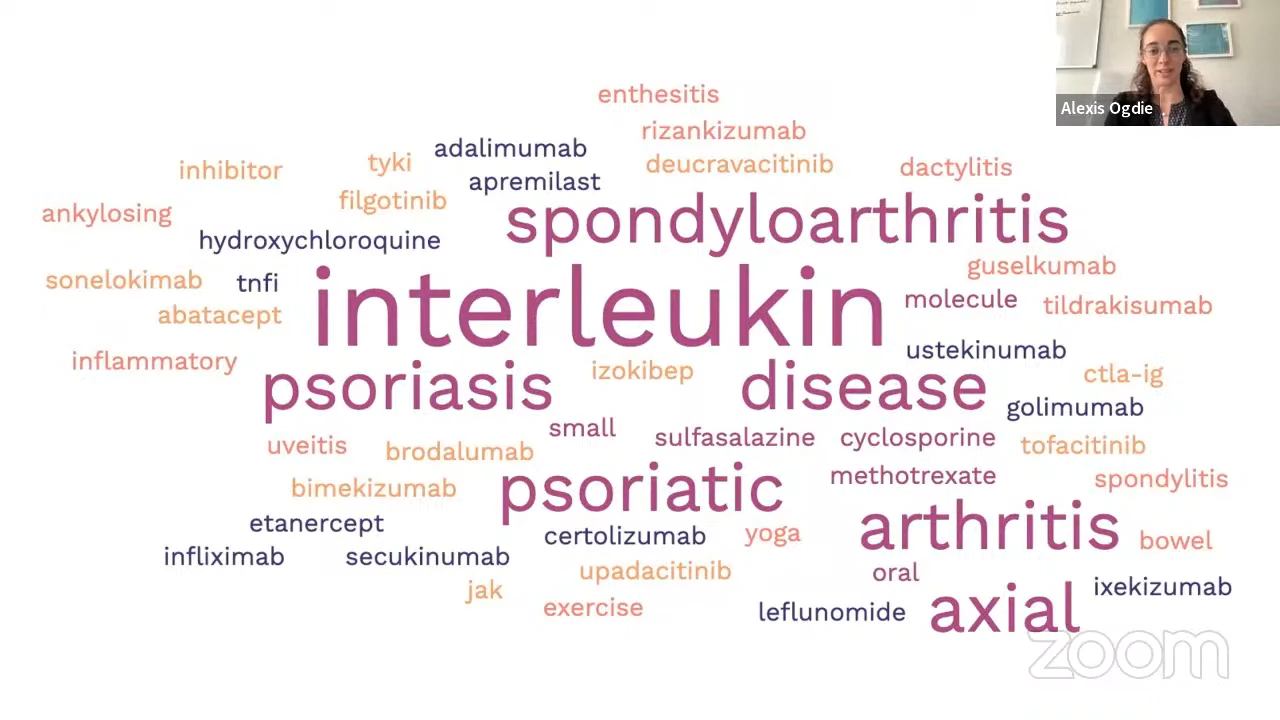 Alexis Ogdie
enthesitis
rizankizumab
adalimumab
deucravacitinib
tyki
inhibitor
dactylitis
apremilast
filgotinib
ankylosing
spondyloarthritis
hydroxychloroquine
guselkumab
sonelokimab
tnfi
interleukin
molecule
tildrakisumab
abatacept
ustekinumab
inflammatory
izokibep
ctla-ig
psoriasis
disease
golimumab
small
sulfasalazine
cyclosporine
uveitis
brodalumab
tofacitinib
methotrexate
spondylitis
bimekizumab
psoriatic
etanercept
certolizumab
yoga
arthritis
bowel
infliximab
secukinumab
upadacitinib
oral
ixekizumab
jak
exercise
leflunomide
axial
zoom